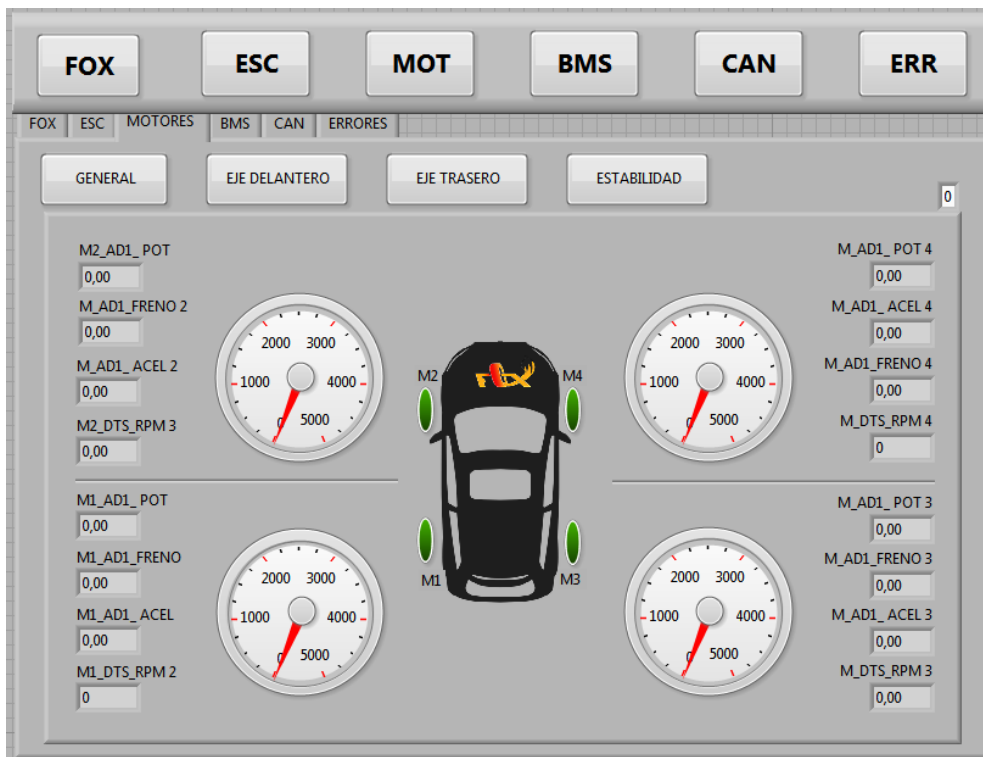 FOX ESC MOT BMS CAN ERR
FOX ESC MOTORES BMS CAN ERRORES
GENERAL EJE DELANTERO EJE TRASERO ESTABILIDAD
0
M2_AD1_ POT
0,00
M_AD1_FRENO 2
0,00
M_AD1_ ACEL 2
0,00
M2_DTS_RPM 3
0,00
0 1000 2000 3000 4000 5000
M2 M4
fox
0 1000 2000 3000 4000 5000
M_AD1_ POT 4
0,00
M_AD1_ ACEL 4
0,00
M_AD1_FRENO 4
0,00
M_DTS_RPM 4
0
M1_AD1_ POT
0,00
M1_AD1_FRENO
0,00
M1_AD1_ ACEL
0,00
M1_DTS_RPM 2
0
0 1000 2000 3000 4000 5000
M1 M3
0 1000 2000 3000 4000 5000
M_AD1_ POT 3
0,00
M_AD1_FRENO 3
0,00
M_AD1_ ACEL 3
0,00
M_DTS_RPM 3
0,00